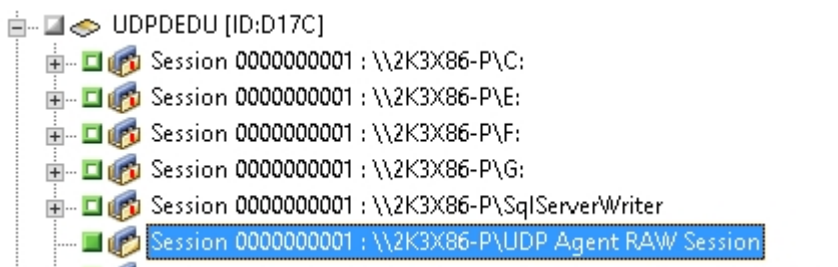 UDPDEDU [ID:D17C]
Session 0000000001 : \\2K3X86-P\C:
Session 0000000001 : \\2K3X86-P\E:
Session 0000000001 : \\2K3X86-P\F:
Session 0000000001 : \\2K3X86-P\G:
Session 0000000001 : \\2K3X86-P\SqlServerWriter
Session 0000000001 : \\2K3X86-P\UDP Agent RAW Session